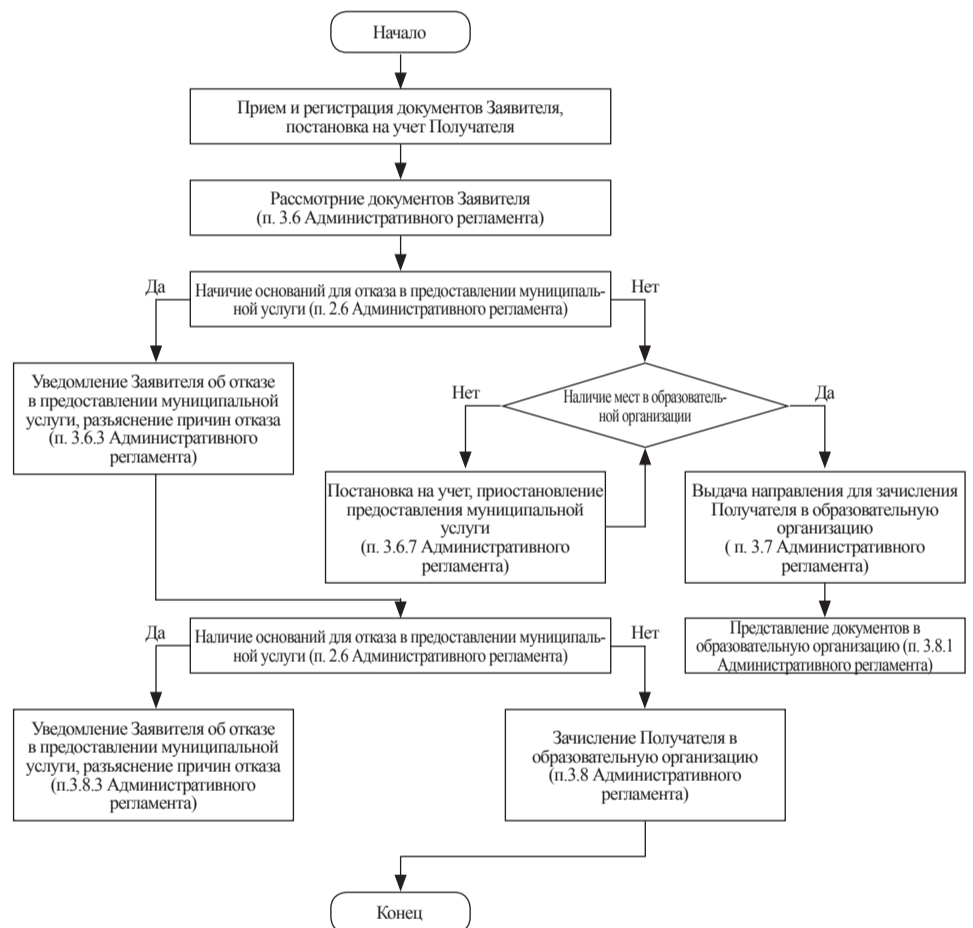 Начало
Прием и регистрация документов Заявителя,
постановка на учет Получателя
Рассмотрние документов Заявителя
(п. 3.6 Административного регламента)
Да
Начичие оснований для отказа в предоставлении муниципаль-
ной услуги (п. 2.6 Административного регламента)
Нет
Уведомление Заявителя об отказе
в предоставлении муниципальной
услуги, разъяснение причин отказа
(п. 3.6.3 Административного
регламента)
Нет
Наличие мест в образователь-
ной организации
Да
Постановка на учет, приостановление
предоставления муниципальной
услуги
(п. 3.6.7 Административного
регламента)
Выдача направления для зачисления
Получателя в образовательную
организацию
( п. 3.7 Административного
регламента)
Да
Наличие оснований для отказа в предоставлении муниципаль-
ной услуги (п. 2.6 Административного регламента)
Нет
Представление документов в
образовательную организацию (п. 3.8.1
Административного регламента)
Уведомление Заявителя об отказе
в предоставлении муниципальной
услуги, разъяснение причин отказа
(п.3.8.3 Административного
регламента)
Зачисление Получателя в
образовательную организацию
(п.3.8 Административного
регламента)
Конец